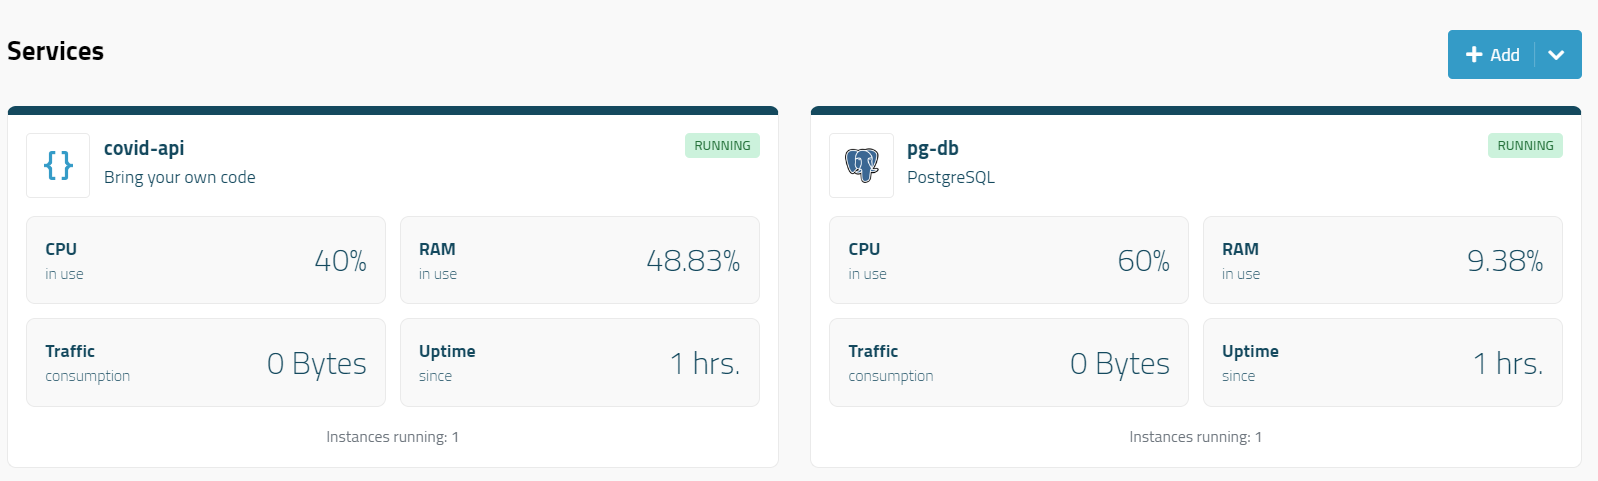 Services
Add
covid-api
RUNNING
Bring your own code
CPU
in use
40%
RAM
in use
48.83%
Traffic
consumption
0 Bytes
Uptime
since
1 hrs.
Instances running: 1
pg-db
RUNNING
PostgreSQL
CPU
in use
60%
RAM
in use
9.38%
Traffic
consumption
0 Bytes
Uptime
since
1 hrs.
Instances running: 1